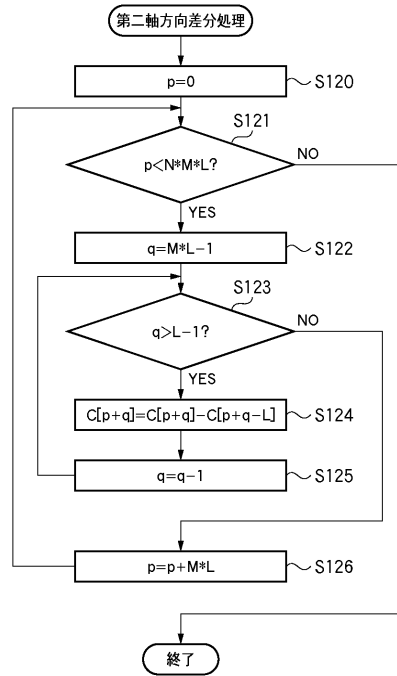 第二軸方向差分処理
p=0
S120
S121
p<N*M*L?
NO
YES
q=M*L-1
S122
S123
q>L-1?
NO
YES
C[p+q]=C[p+q]-C[p+q-L]
S124
q=q-1
S125
p=p+M*L
S126
終了